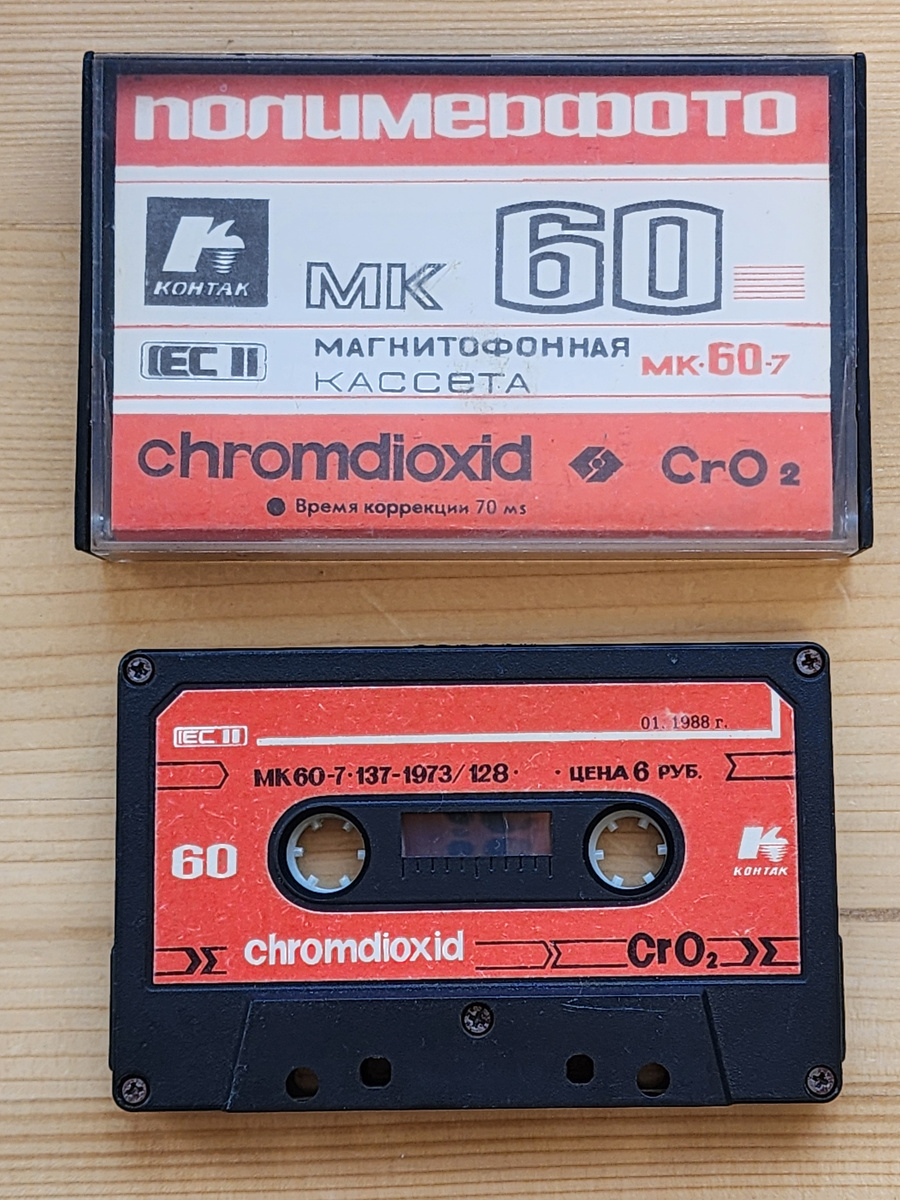 полимерфото
К
КОНТАК
МК 60
IEC II
МАГНИТОФОННАЯ
КАССЕТА
МК·60-7
chromdioxid CrO2
● Время коррекции 70 мs
IEC II
01. 1988 г.
МК60-7·137-1973/128· · ЦЕНА 6 РУБ.
60
К
КОНТАК
chromdioxid CrO2